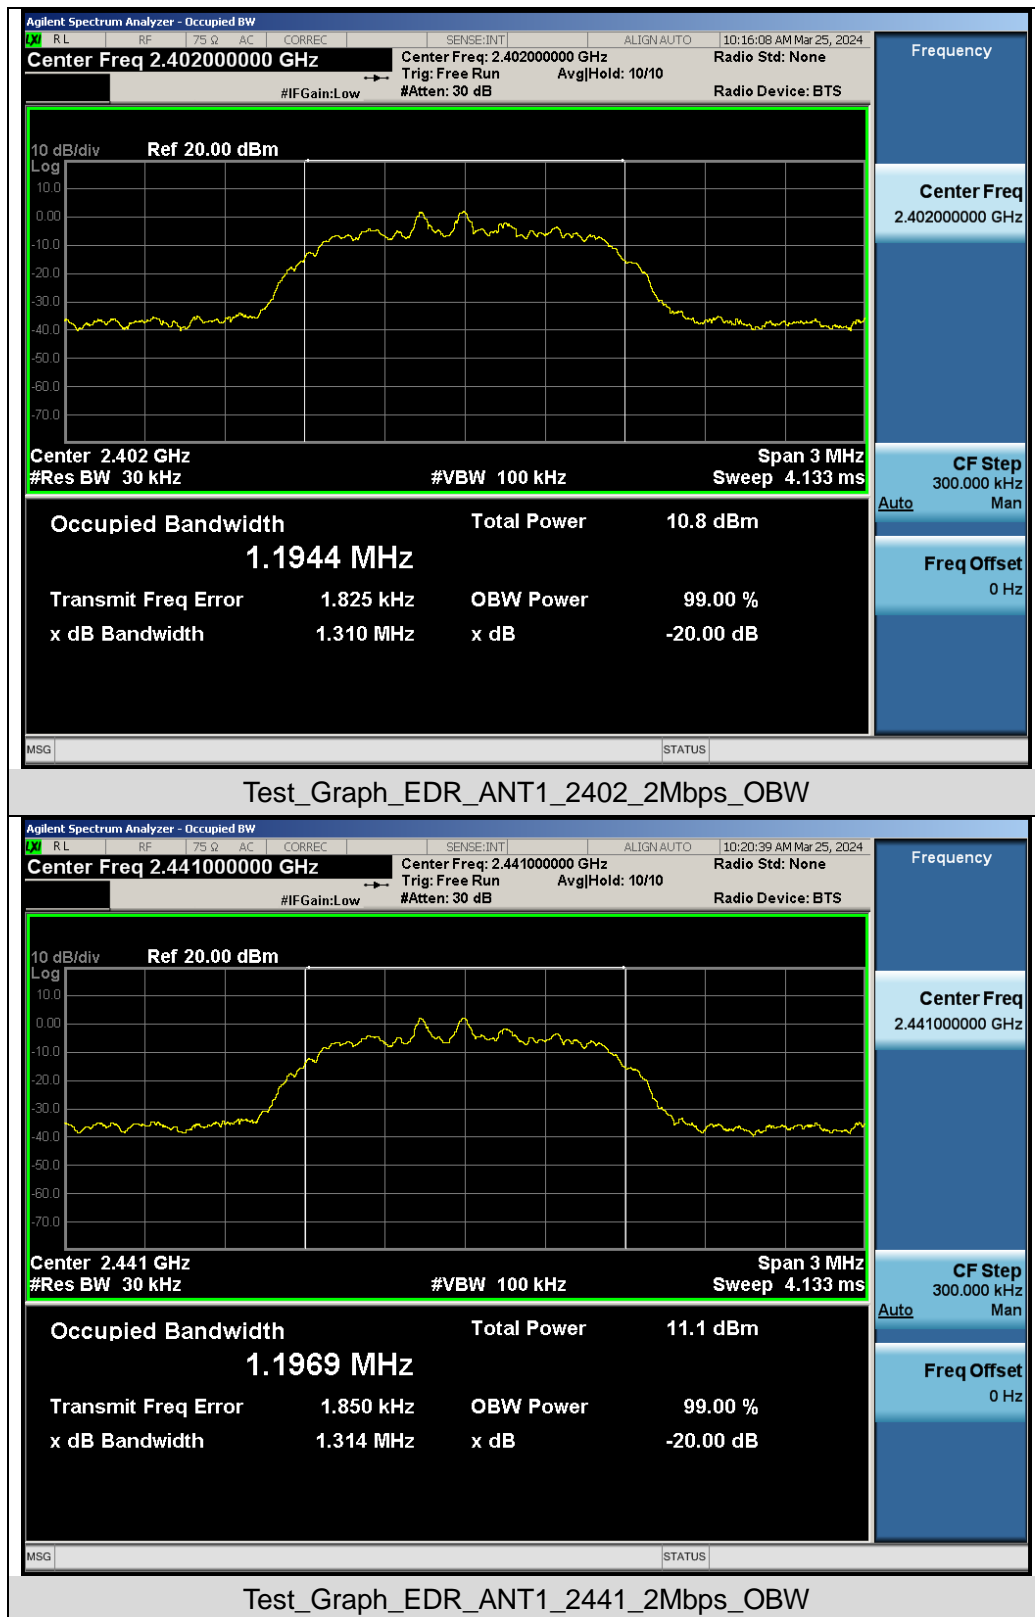 Agilent Spectrum Analyzer - Occupied BW
LXI RL RF 75 Ω AC CORREC SENSE:INT ALIGN AUTO 10:16:08 AM Mar 25, 2024
Center Freq 2.402000000 GHz Center Freq: 2.402000000 GHz Radio Std: None
Trig: Free Run Avg|Hold: 10/10
#IFGain:Low #Atten: 30 dB Radio Device: BTS
10 dB/div Ref 20.00 dBm
Log
10.0
0.00
-10.0
-20.0
-30.0
-40.0
-50.0
-60.0
-70.0
Center 2.402 GHz Span 3 MHz
#Res BW 30 kHz #VBW 100 kHz Sweep 4.133 ms
Occupied Bandwidth Total Power 10.8 dBm
1.1944 MHz
Transmit Freq Error 1.825 kHz OBW Power 99.00 %
x dB Bandwidth 1.310 MHz x dB -20.00 dB
MSG STATUS
Frequency
Center Freq
2.402000000 GHz
CF Step
300.000 kHz
Auto Man
Freq Offset
0 Hz
Test_Graph_EDR_ANT1_2402_2Mbps_OBW
Agilent Spectrum Analyzer - Occupied BW
LXI RL RF 75 Ω AC CORREC SENSE:INT ALIGN AUTO 10:20:39 AM Mar 25, 2024
Center Freq 2.441000000 GHz Center Freq: 2.441000000 GHz Radio Std: None
Trig: Free Run Avg|Hold: 10/10
#IFGain:Low #Atten: 30 dB Radio Device: BTS
10 dB/div Ref 20.00 dBm
Log
10.0
0.00
-10.0
-20.0
-30.0
-40.0
-50.0
-60.0
-70.0
Center 2.441 GHz Span 3 MHz
#Res BW 30 kHz #VBW 100 kHz Sweep 4.133 ms
Occupied Bandwidth Total Power 11.1 dBm
1.1969 MHz
Transmit Freq Error 1.850 kHz OBW Power 99.00 %
x dB Bandwidth 1.314 MHz x dB -20.00 dB
MSG STATUS
Frequency
Center Freq
2.441000000 GHz
CF Step
300.000 kHz
Auto Man
Freq Offset
0 Hz
Test_Graph_EDR_ANT1_2441_2Mbps_OBW